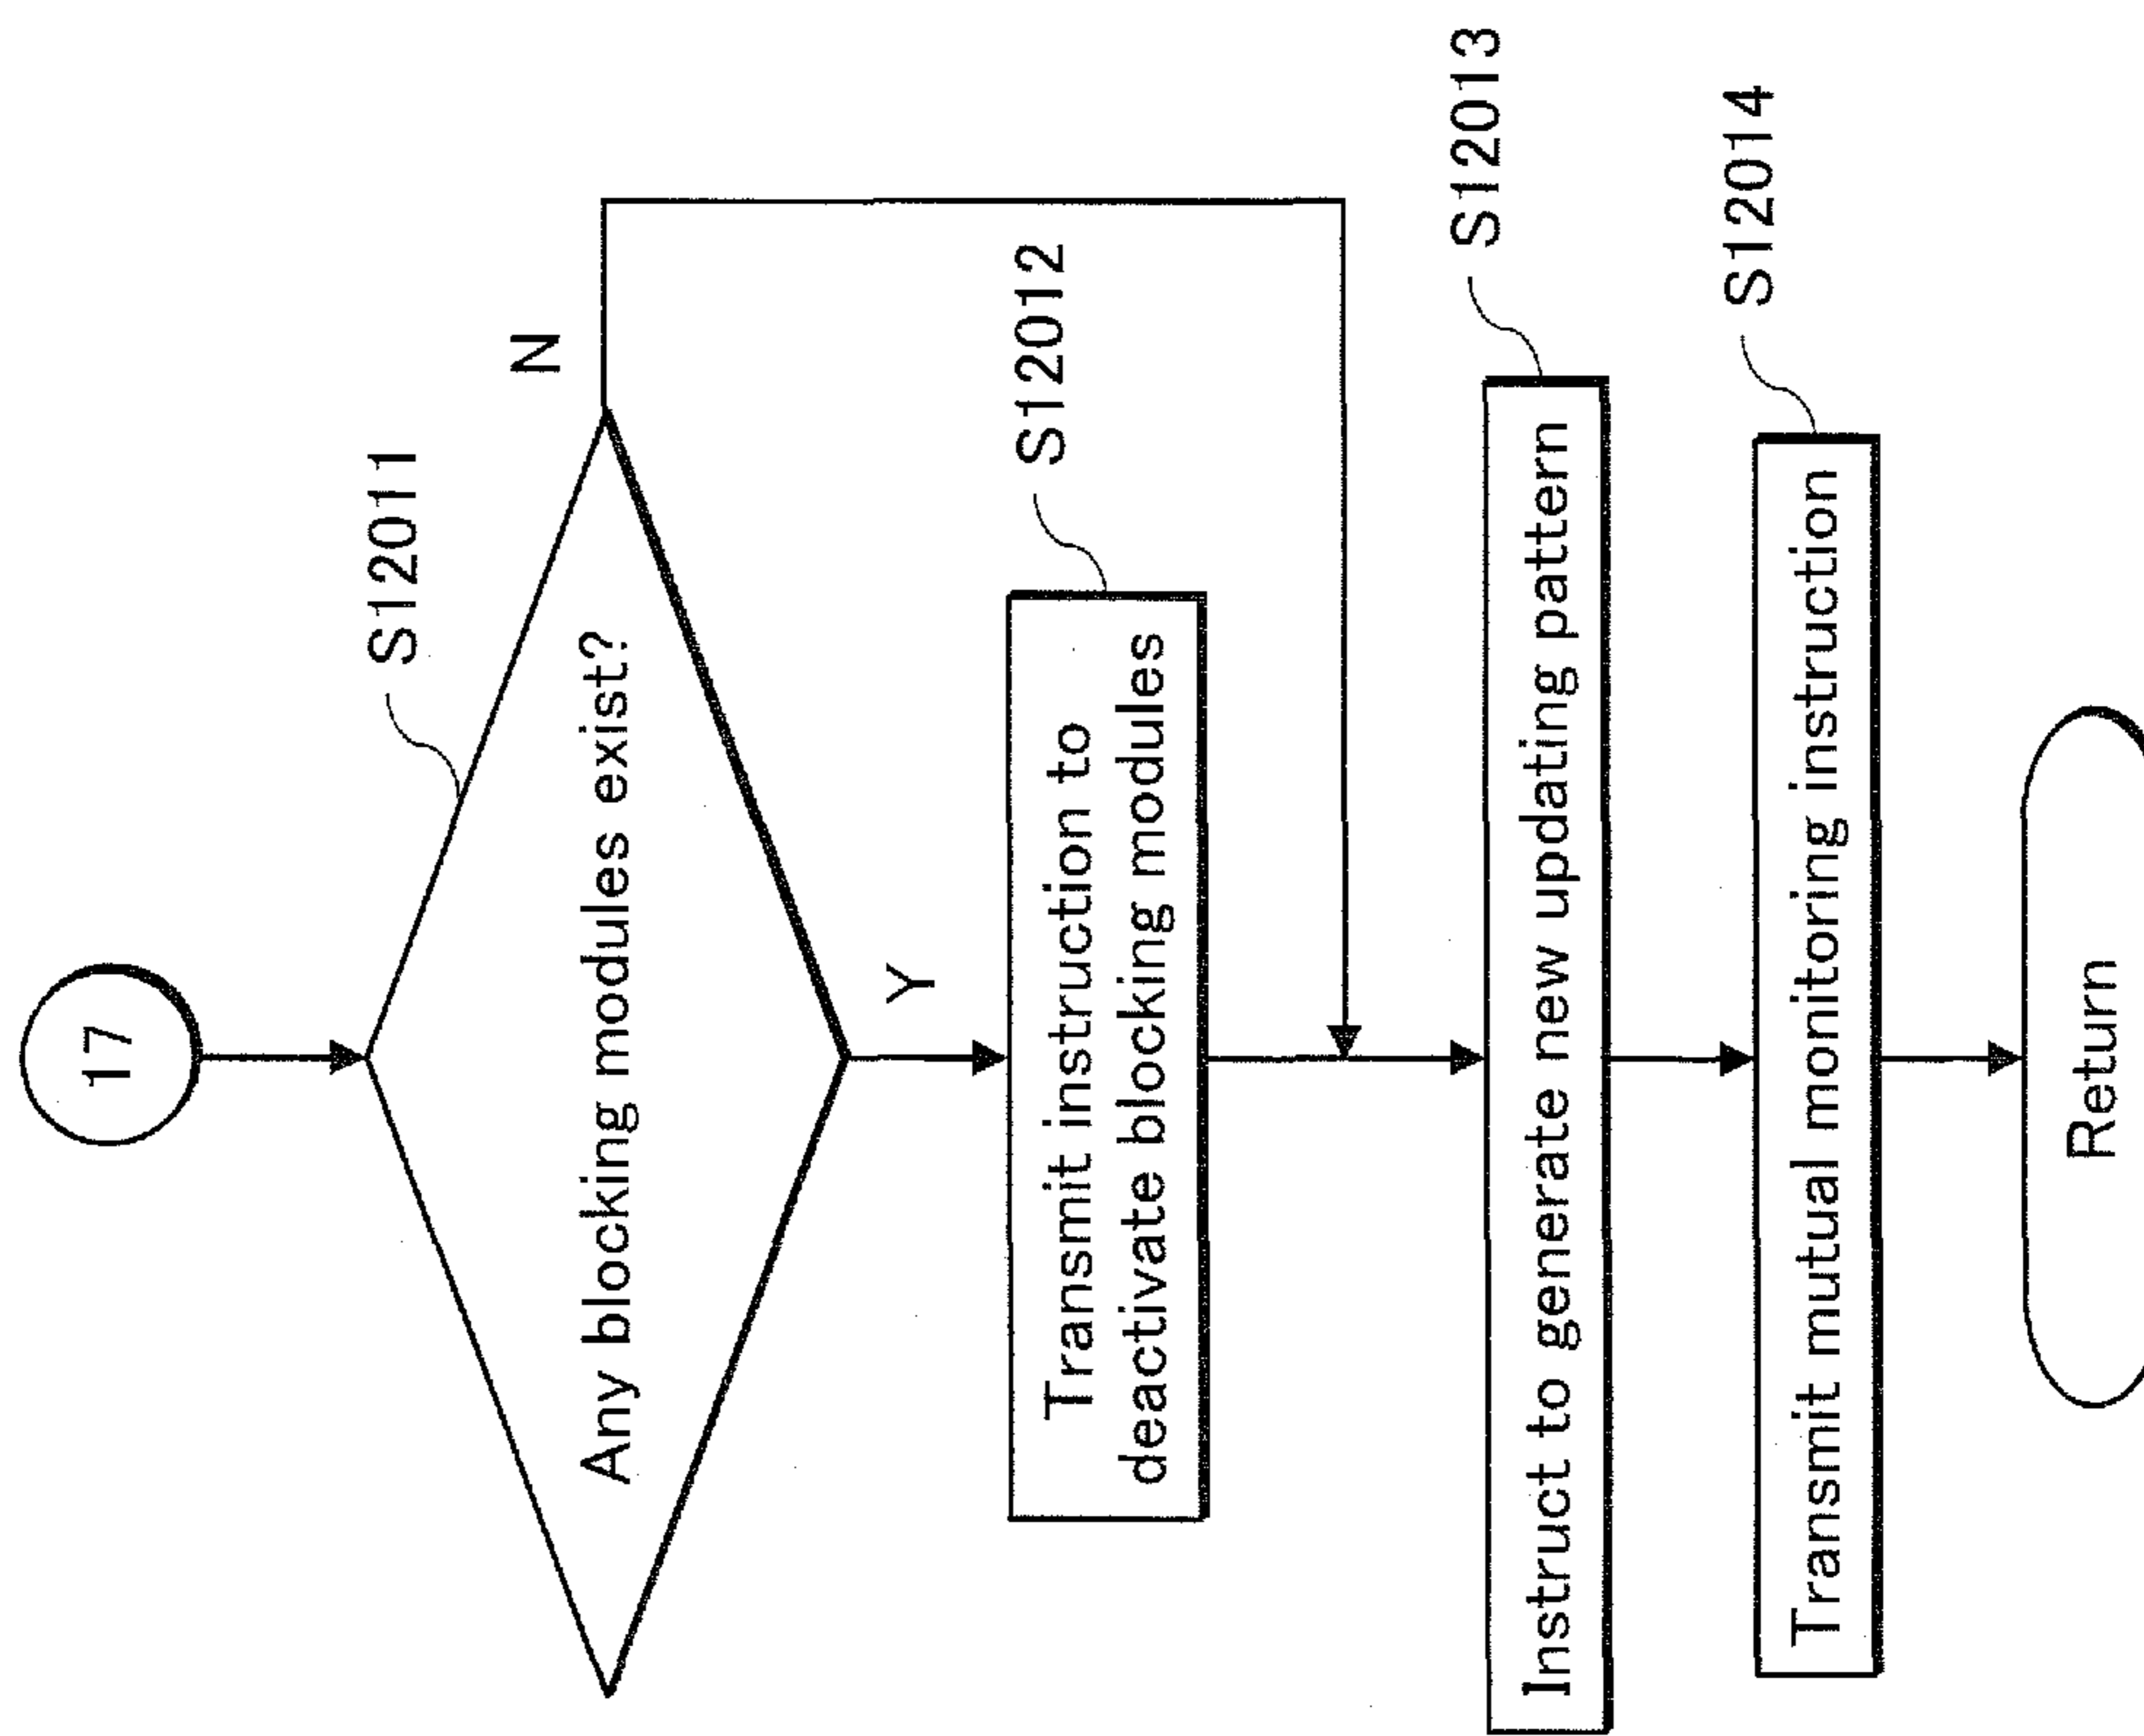 17
S12011
Any blocking modules exist?
N
Y
S12012
Transmit instruction to
deactivate blocking modules
S12013
Instruct to generate new updating pattern
S12014
Transmit mutual monitoring instruction
Return